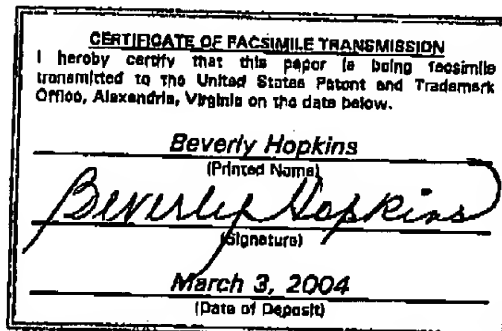 CERTIFICATE OF FACSIMILE TRANSMISSION
I hereby certify that this paper is being facsimile
transmitted to the United States Patent and Trademark
Office, Alexandria, Virginia on the date below.
Beverly Hopkins
(Printed Name)
Beverly Hopkins
(Signature)
March 3, 2004
(Date of Deposit)